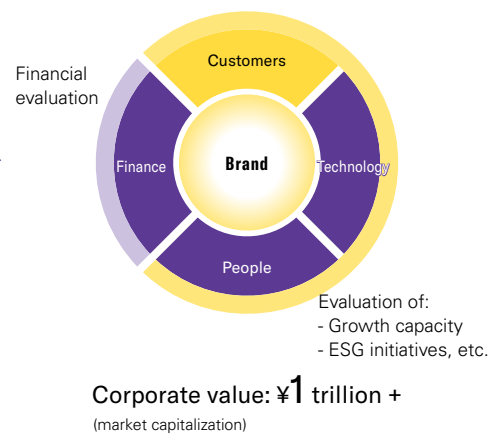 Customers
Financial
evaluation
Finance
Brand
Technology
People
Evaluation of:
- Growth capacity
- ESG initiatives, etc.
Corporate value: ¥1 trillion +
(market capitalization)